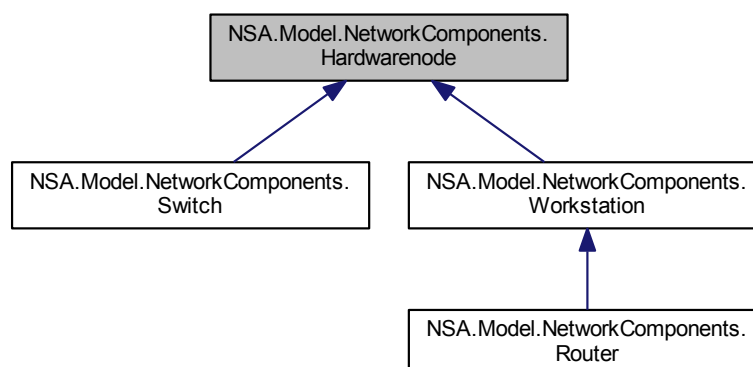 NSA.Model.NetworkComponents.
Hardwarenode
NSA.Model.NetworkComponents.
Switch
NSA.Model.NetworkComponents.
Workstation
NSA.Model.NetworkComponents.
Router